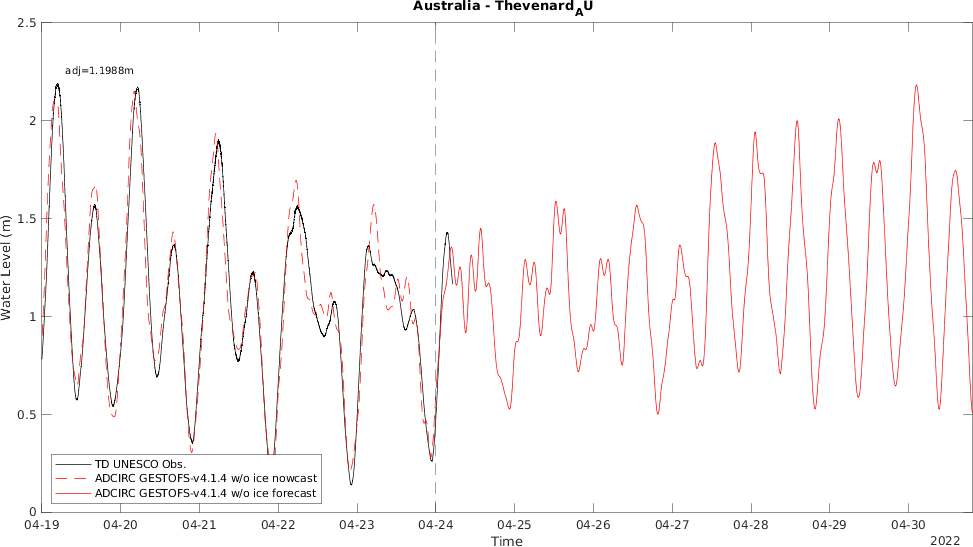 Australia - Thevenard_AU
adj=1.1988m
Water Level (m)
2.5
2
1.5
1
0.5
0
TD UNESCO Obs.
ADCIRC GESTOFS-v4.1.4 w/o ice nowcast
ADCIRC GESTOFS-v4.1.4 w/o ice forecast
04-19 04-20 04-21 04-22 04-23 04-24 04-25 04-26 04-27 04-28 04-29 04-30
Time
2022